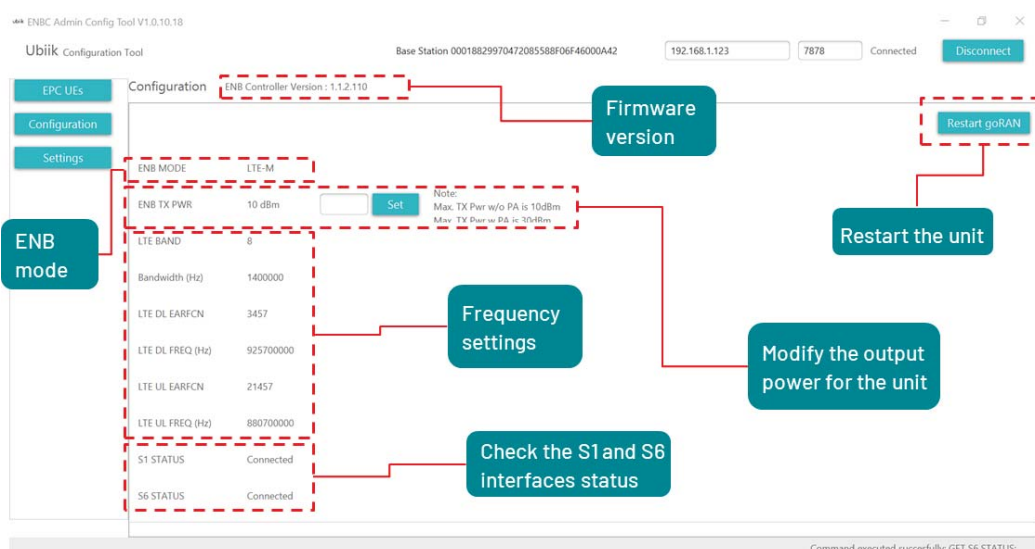 ubiik ENBC Admin Config Tool V1.0.10.18
Ubiik Configuration Tool
Base Station 00018829970472085588F06F46000A42
192.168.1.123
7878
Connected
Disconnect
EPC UEs
Configuration
Settings
Configuration
ENB Controller Version : 1.1.2.110
Firmware
version
Restart goRAN
Restart the unit
ENB MODE LTE-M
ENB TX PWR 10 dBm
Set
Note:
Max. TX Pwr w/o PA is 10dBm
Max. TX Pwr w PA is 30dBm
ENB
mode
LTE BAND 8
Bandwidth (Hz) 1400000
LTE DL EARFCN 3457
LTE DL FREQ (Hz) 925700000
LTE UL EARFCN 21457
LTE UL FREQ (Hz) 880700000
Frequency
settings
Modify the output
power for the unit
S1 STATUS Connected
S6 STATUS Connected
Check the S1 and S6
interfaces status
Command executed succesfully: GET S6 STATUS: